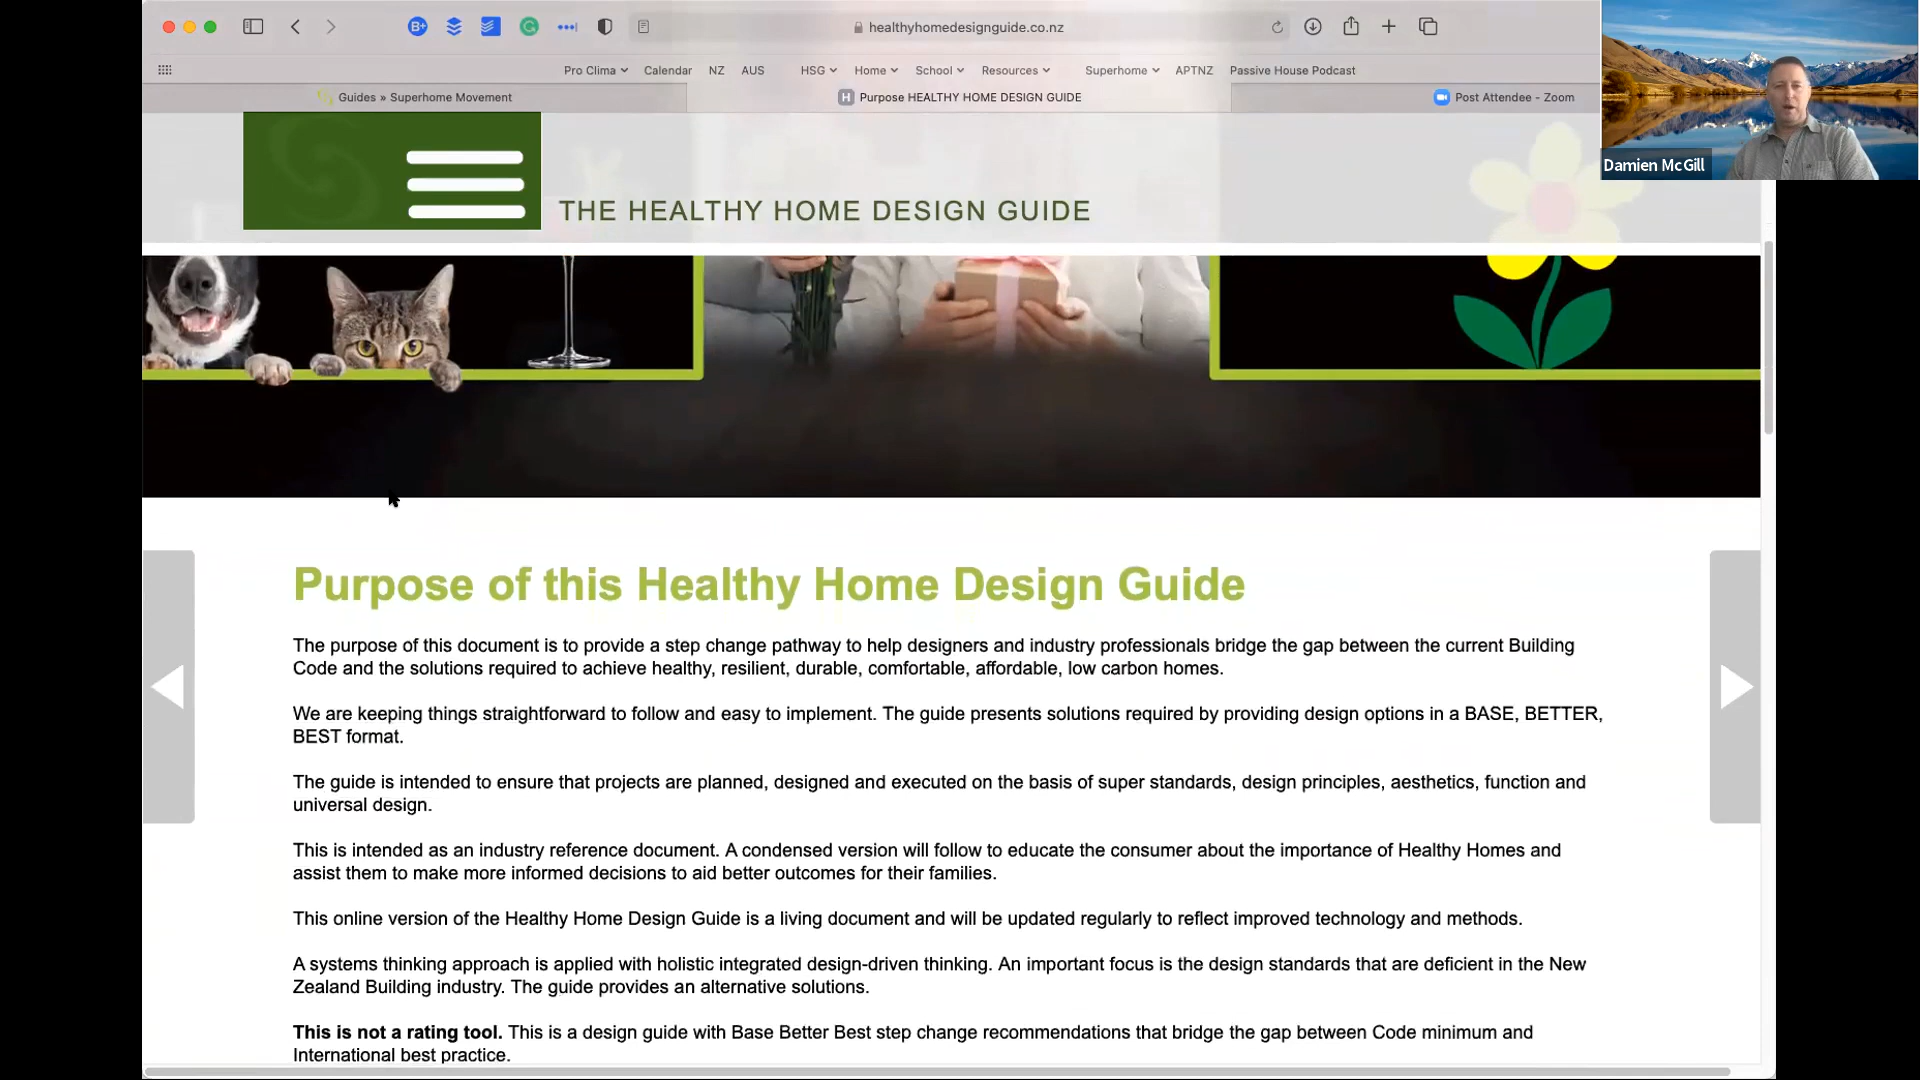 B+
healthyhomedesignguide.co.nz
Pro Clima Calendar NZ AUS HSG Home School Resources Superhome APTNZ Passive House Podcast
Guides » Superhome Movement
H Purpose HEALTHY HOME DESIGN GUIDE
Post Attendee - Zoom
Damien McGill
THE HEALTHY HOME DESIGN GUIDE
Purpose of this Healthy Home Design Guide
The purpose of this document is to provide a step change pathway to help designers and industry professionals bridge the gap between the current Building
Code and the solutions required to achieve healthy, resilient, durable, comfortable, affordable, low carbon homes.
We are keeping things straightforward to follow and easy to implement. The guide presents solutions required by providing design options in a BASE, BETTER,
BEST format.
The guide is intended to ensure that projects are planned, designed and executed on the basis of super standards, design principles, aesthetics, function and
universal design.
This is intended as an industry reference document. A condensed version will follow to educate the consumer about the importance of Healthy Homes and
assist them to make more informed decisions to aid better outcomes for their families.
This online version of the Healthy Home Design Guide is a living document and will be updated regularly to reflect improved technology and methods.
A systems thinking approach is applied with holistic integrated design-driven thinking. An important focus is the design standards that are deficient in the New
Zealand Building industry. The guide provides an alternative solutions.
This is not a rating tool. This is a design guide with Base Better Best step change recommendations that bridge the gap between Code minimum and
International best practice.